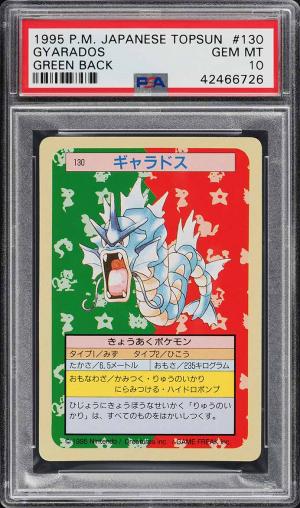 1995 P.M. JAPANESE TOPSUN #130
GYARADOS GEM MT
GREEN BACK 10
PSA 42466726
130 ギャラドス
きょうあくポケモン
タイプ1/みず タイプ2/ひこう
たかさ/6.5メートル おもさ/235キログラム
おもなわざ/かみつく・りゅうのいかり
にらみつける・ハイドロポンプ
ひじょうにきょうぼうなせいかく「りゅうのいかり」は、すべてのものをはかいしつくす。
©1995 Nintendo / Creatures inc. / GAME FREAK inc.